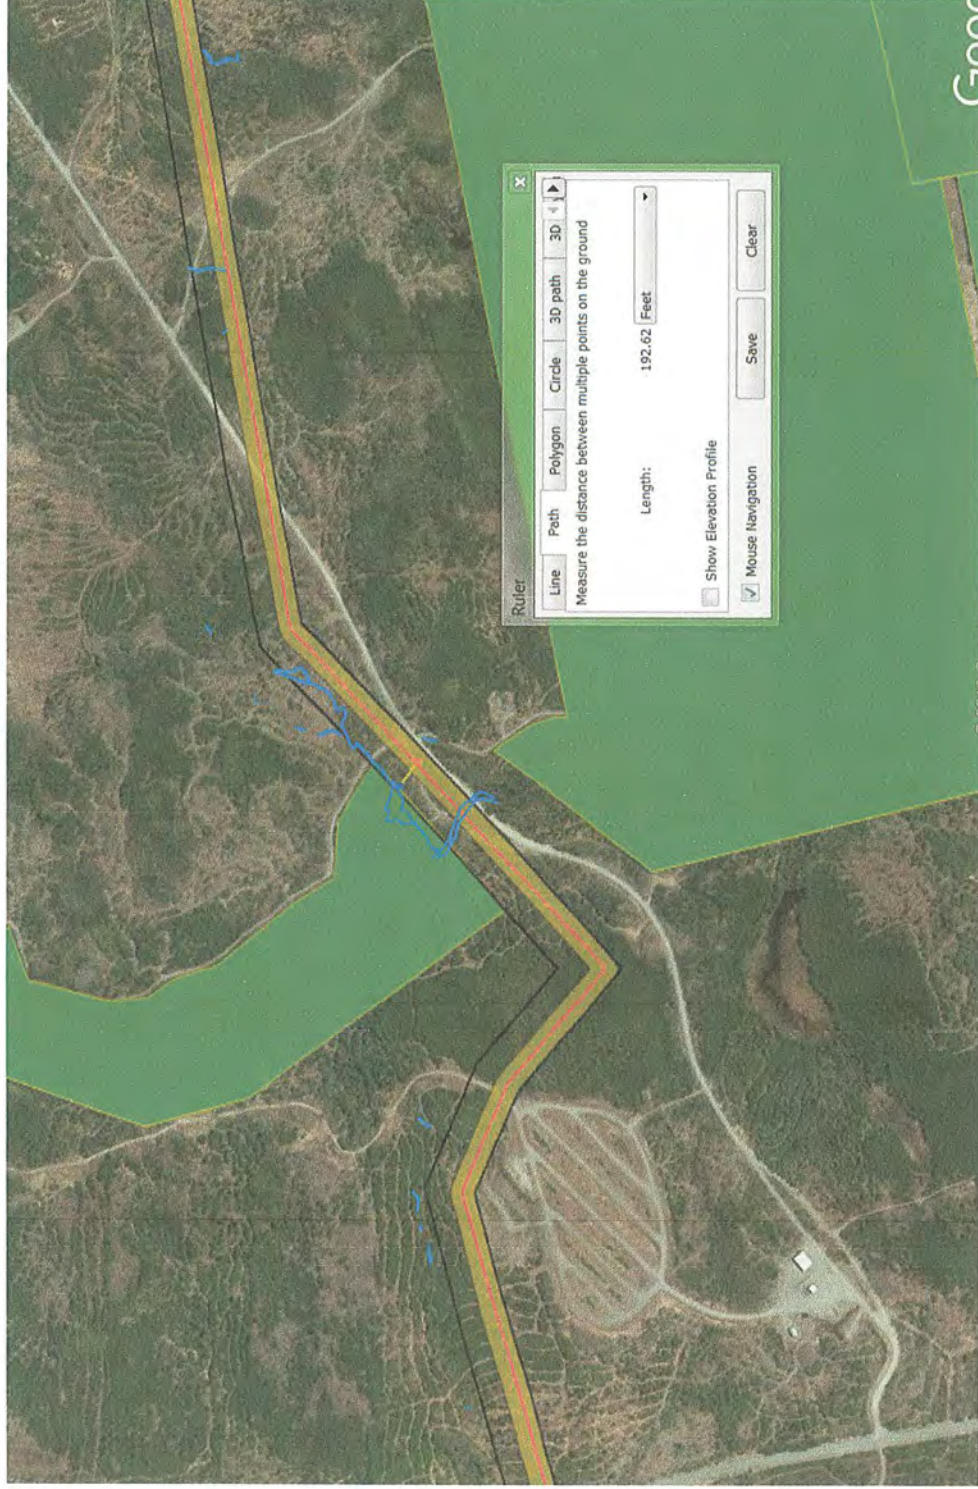 Ruler
Line Path Polygon Circle 3D path 3D
Measure the distance between multiple points on the ground
Length: 192.62 Feet
Show Elevation Profile
Mouse Navigation Save Clear